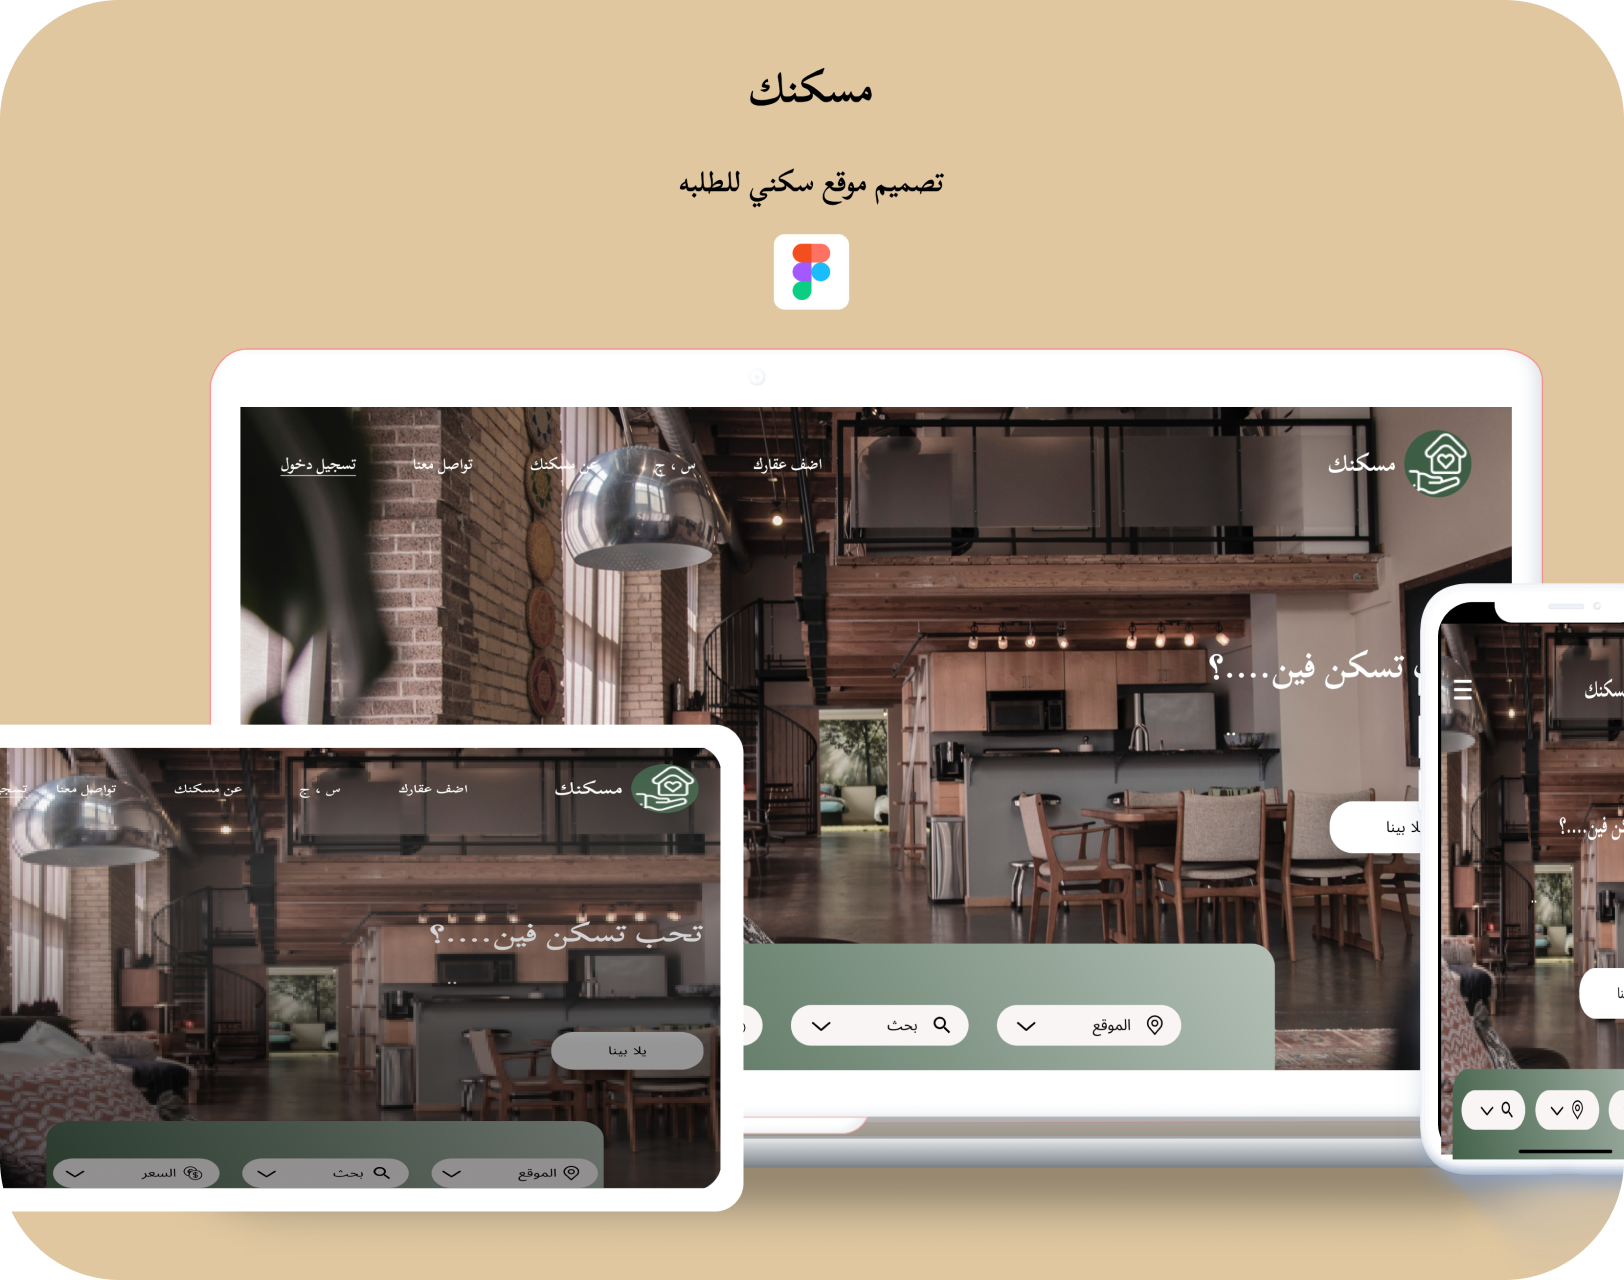 مسكنك
تصميم موقع سكني للطلبه
مسكنك
اضف عقارك
س ، ج
عن مسكنك
تواصل معنا
تسجيل دخول
تسكن فين....؟
يلا بينا
الموقع
بحث
مسكنك
اضف عقارك
س ، ج
عن مسكنك
تواصل معنا
تحب تسكن فين....؟
..
يلا بينا
الموقع
بحث
السعر
فين....؟